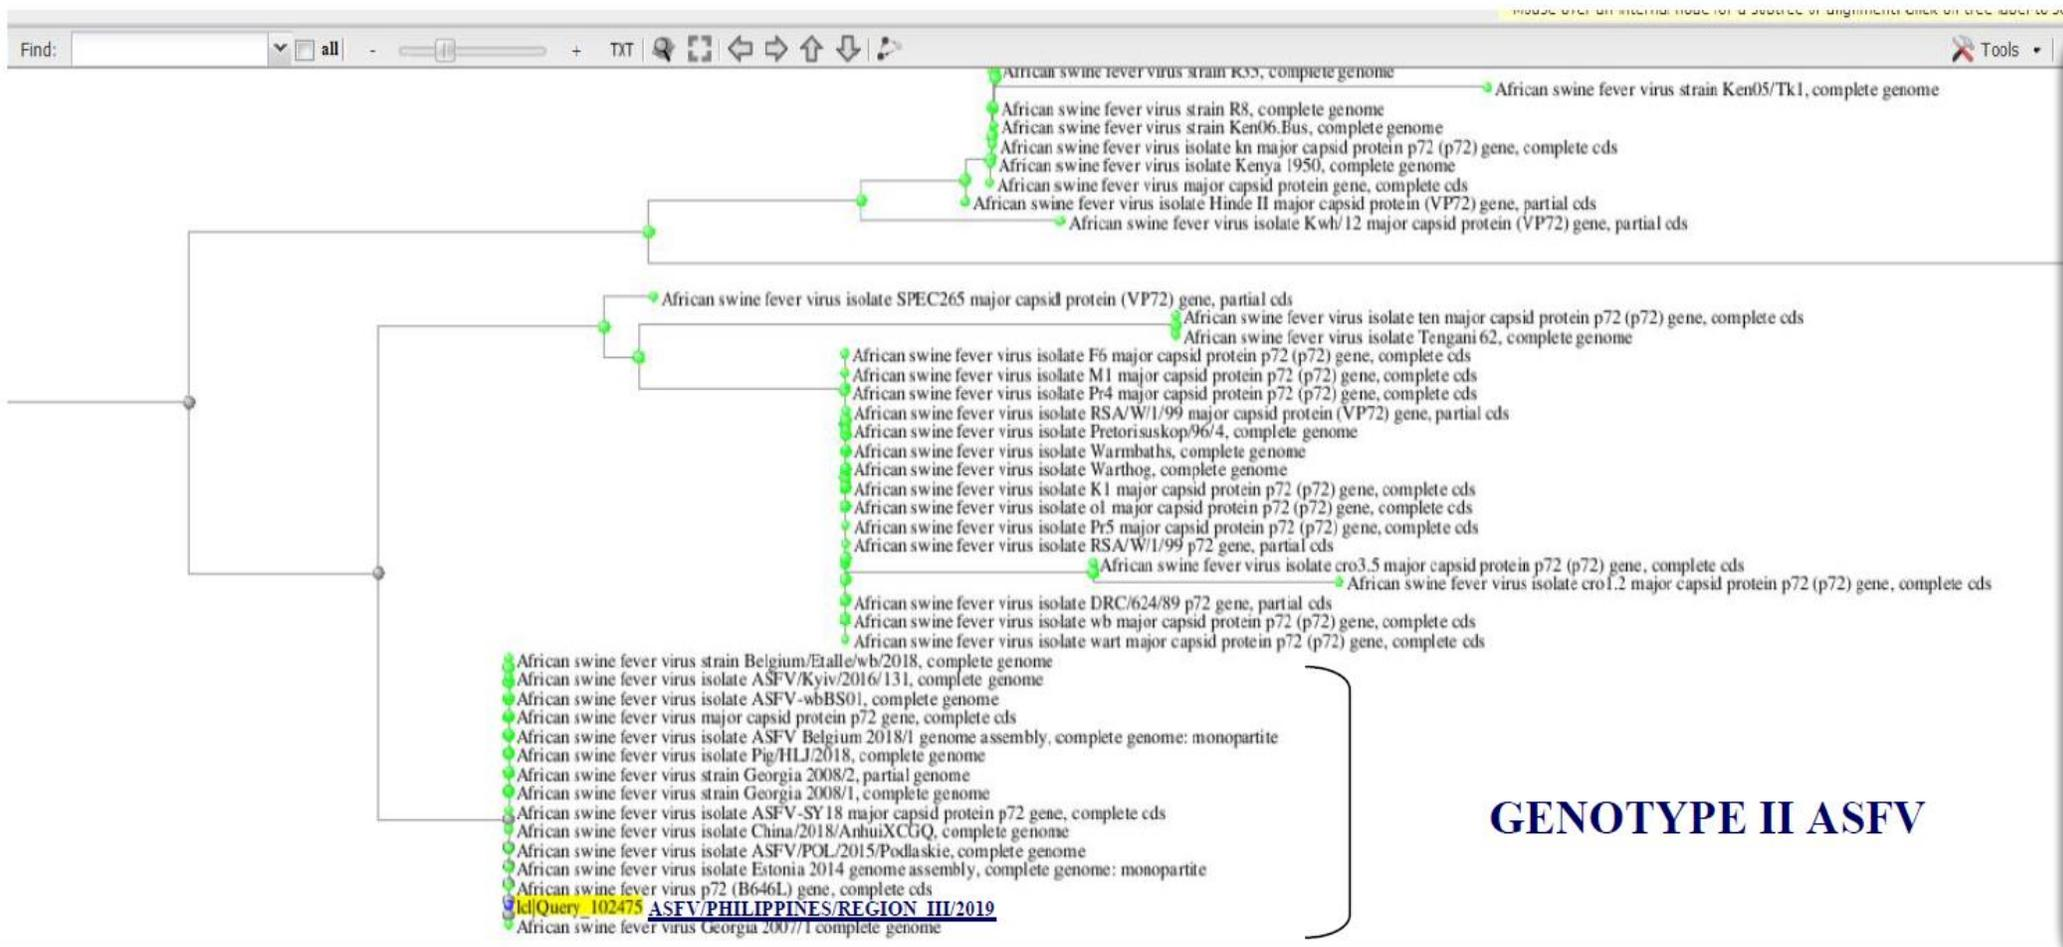 Find:
all
-
+
TXT
Tools
African swine fever virus strain R35, complete genome
African swine fever virus strain Ken05/Tk1, complete genome
African swine fever virus strain R8, complete genome
African swine fever virus strain Ken06.Bus, complete genome
African swine fever virus isolate kn major capsid protein p72 (p72) gene, complete cds
African swine fever virus isolate Kenya 1950, complete genome
African swine fever virus major capsid protein gene, complete cds
African swine fever virus isolate Hinde II major capsid protein (VP72) gene, partial cds
African swine fever virus isolate Kwh/12 major capsid protein (VP72) gene, partial cds
African swine fever virus isolate SPEC265 major capsid protein (VP72) gene, partial cds
African swine fever virus isolate ten major capsid protein p72 (p72) gene, complete cds
African swine fever virus isolate Tengani 62, complete genome
African swine fever virus isolate F6 major capsid protein p72 (p72) gene, complete cds
African swine fever virus isolate M1 major capsid protein p72 (p72) gene, complete cds
African swine fever virus isolate Pr4 major capsid protein p72 (p72) gene, complete cds
African swine fever virus isolate RSA/W/1/99 major capsid protein (VP72) gene, partial cds
African swine fever virus isolate Pretorisuskop/96/4, complete genome
African swine fever virus isolate Warmbaths, complete genome
African swine fever virus isolate Warthog, complete genome
African swine fever virus isolate K1 major capsid protein p72 (p72) gene, complete cds
African swine fever virus isolate o1 major capsid protein p72 (p72) gene, complete cds
African swine fever virus isolate Pr5 major capsid protein p72 (p72) gene, complete cds
African swine fever virus isolate RSA/W/1/99 p72 gene, partial cds
African swine fever virus isolate cro3.5 major capsid protein p72 (p72) gene, complete cds
African swine fever virus isolate cro1.2 major capsid protein p72 (p72) gene, complete cds
African swine fever virus isolate DRC/624/89 p72 gene, partial cds
African swine fever virus isolate wb major capsid protein p72 (p72) gene, complete cds
African swine fever virus isolate wart major capsid protein p72 (p72) gene, complete cds
African swine fever virus strain Belgium/Etalle/wb/2018, complete genome
African swine fever virus isolate ASFV/Kyiv/2016/131, complete genome
African swine fever virus isolate ASFV-wbBS01, complete genome
African swine fever virus major capsid protein p72 gene, complete cds
African swine fever virus isolate ASFV Belgium 2018/1 genome assembly, complete genome: monopartite
African swine fever virus isolate Pig/HLJ/2018, complete genome
African swine fever virus strain Georgia 2008/2, partial genome
African swine fever virus strain Georgia 2008/1, complete genome
African swine fever virus isolate ASFV-SY18 major capsid protein p72 gene, complete cds
African swine fever virus isolate China/2018/AnhuiXCGQ, complete genome
African swine fever virus isolate ASFV/POL/2015/Podlaskie, complete genome
African swine fever virus isolate Estonia 2014 genome assembly, complete genome: monopartite
African swine fever virus p72 (B646L) gene, complete cds
lcl|Query_102475 ASFV/PHILIPPINES/REGION III/2019
African swine fever virus Georgia 2007/1 complete genome
GENOTYPE II ASFV